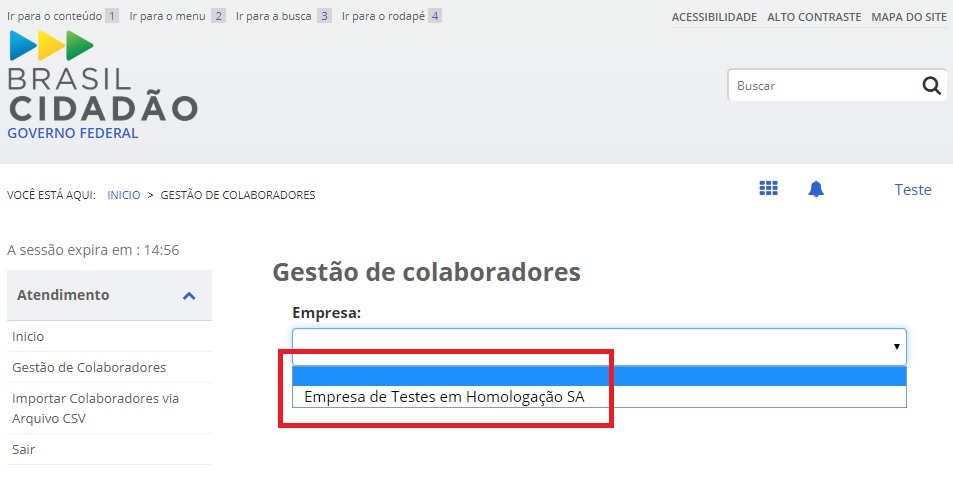 Ir para o conteúdo 1 Ir para o menu 2 Ir para a busca 3 Ir para o rodapé 4
ACESSIBILIDADE ALTO CONTRASTE MAPA DO SITE
BRASIL
CIDADÃO
GOVERNO FEDERAL
Buscar
VOCÊ ESTÁ AQUI: INICIO > GESTÃO DE COLABORADORES
Teste
A sessão expira em : 14:56
Atendimento
Inicio
Gestão de Colaboradores
Importar Colaboradores via
Arquivo CSV
Sair
Gestão de colaboradores
Empresa:
Empresa de Testes em Homologação SA